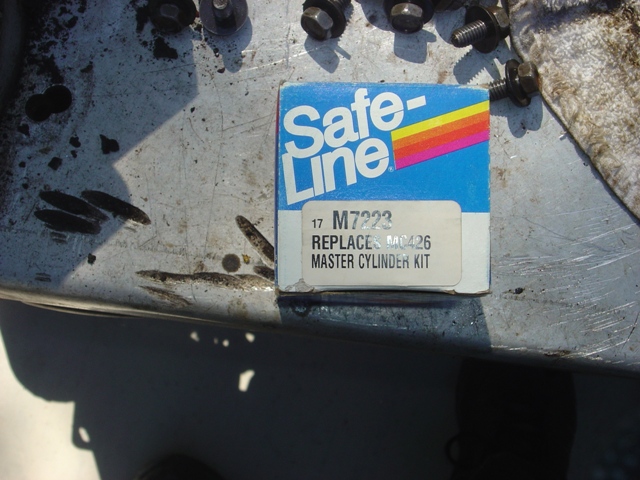 Safe-
Line
17 M7223
REPLACES MC426
MASTER CYLINDER KIT